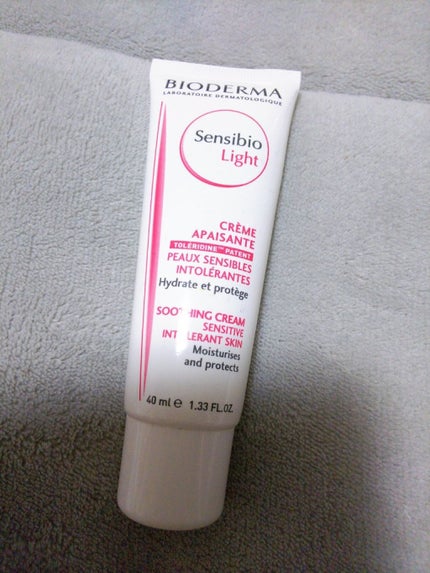 BIODERMA
LABORATOIRE DERMATOLOGIQUE
Sensibio
Light
CRÈME
APAISANTE
TOLÉRIDINE™ PATENT
PEAUX SENSIBLES
INTOLÉRANTES
Hydrate et protège
SOOTHING CREAM
SENSITIVE
INTOLERANT SKIN
Moisturises
and protects
40 ml e 1.33 FL.OZ.